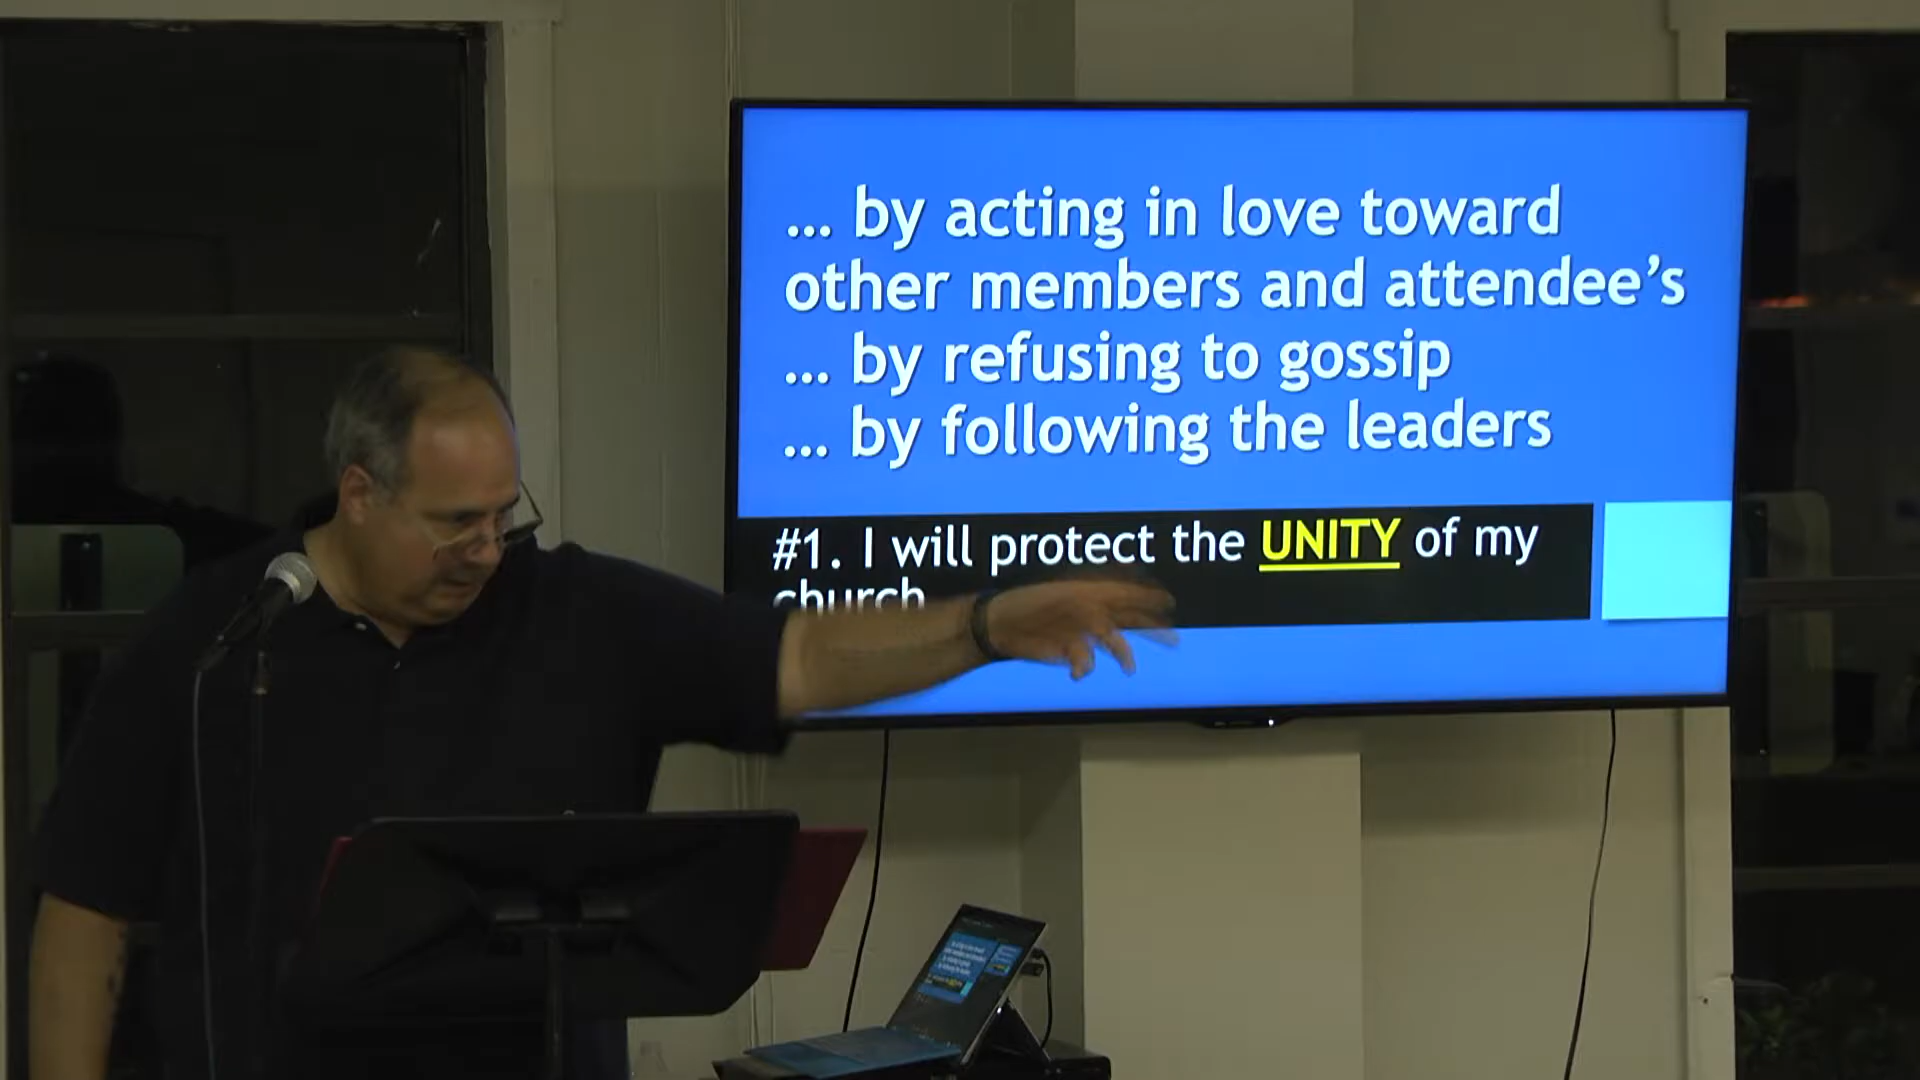 ... by acting in love toward
other members and attendee’s
... by refusing to gossip
... by following the leaders
#1. I will protect the UNITY of my
church